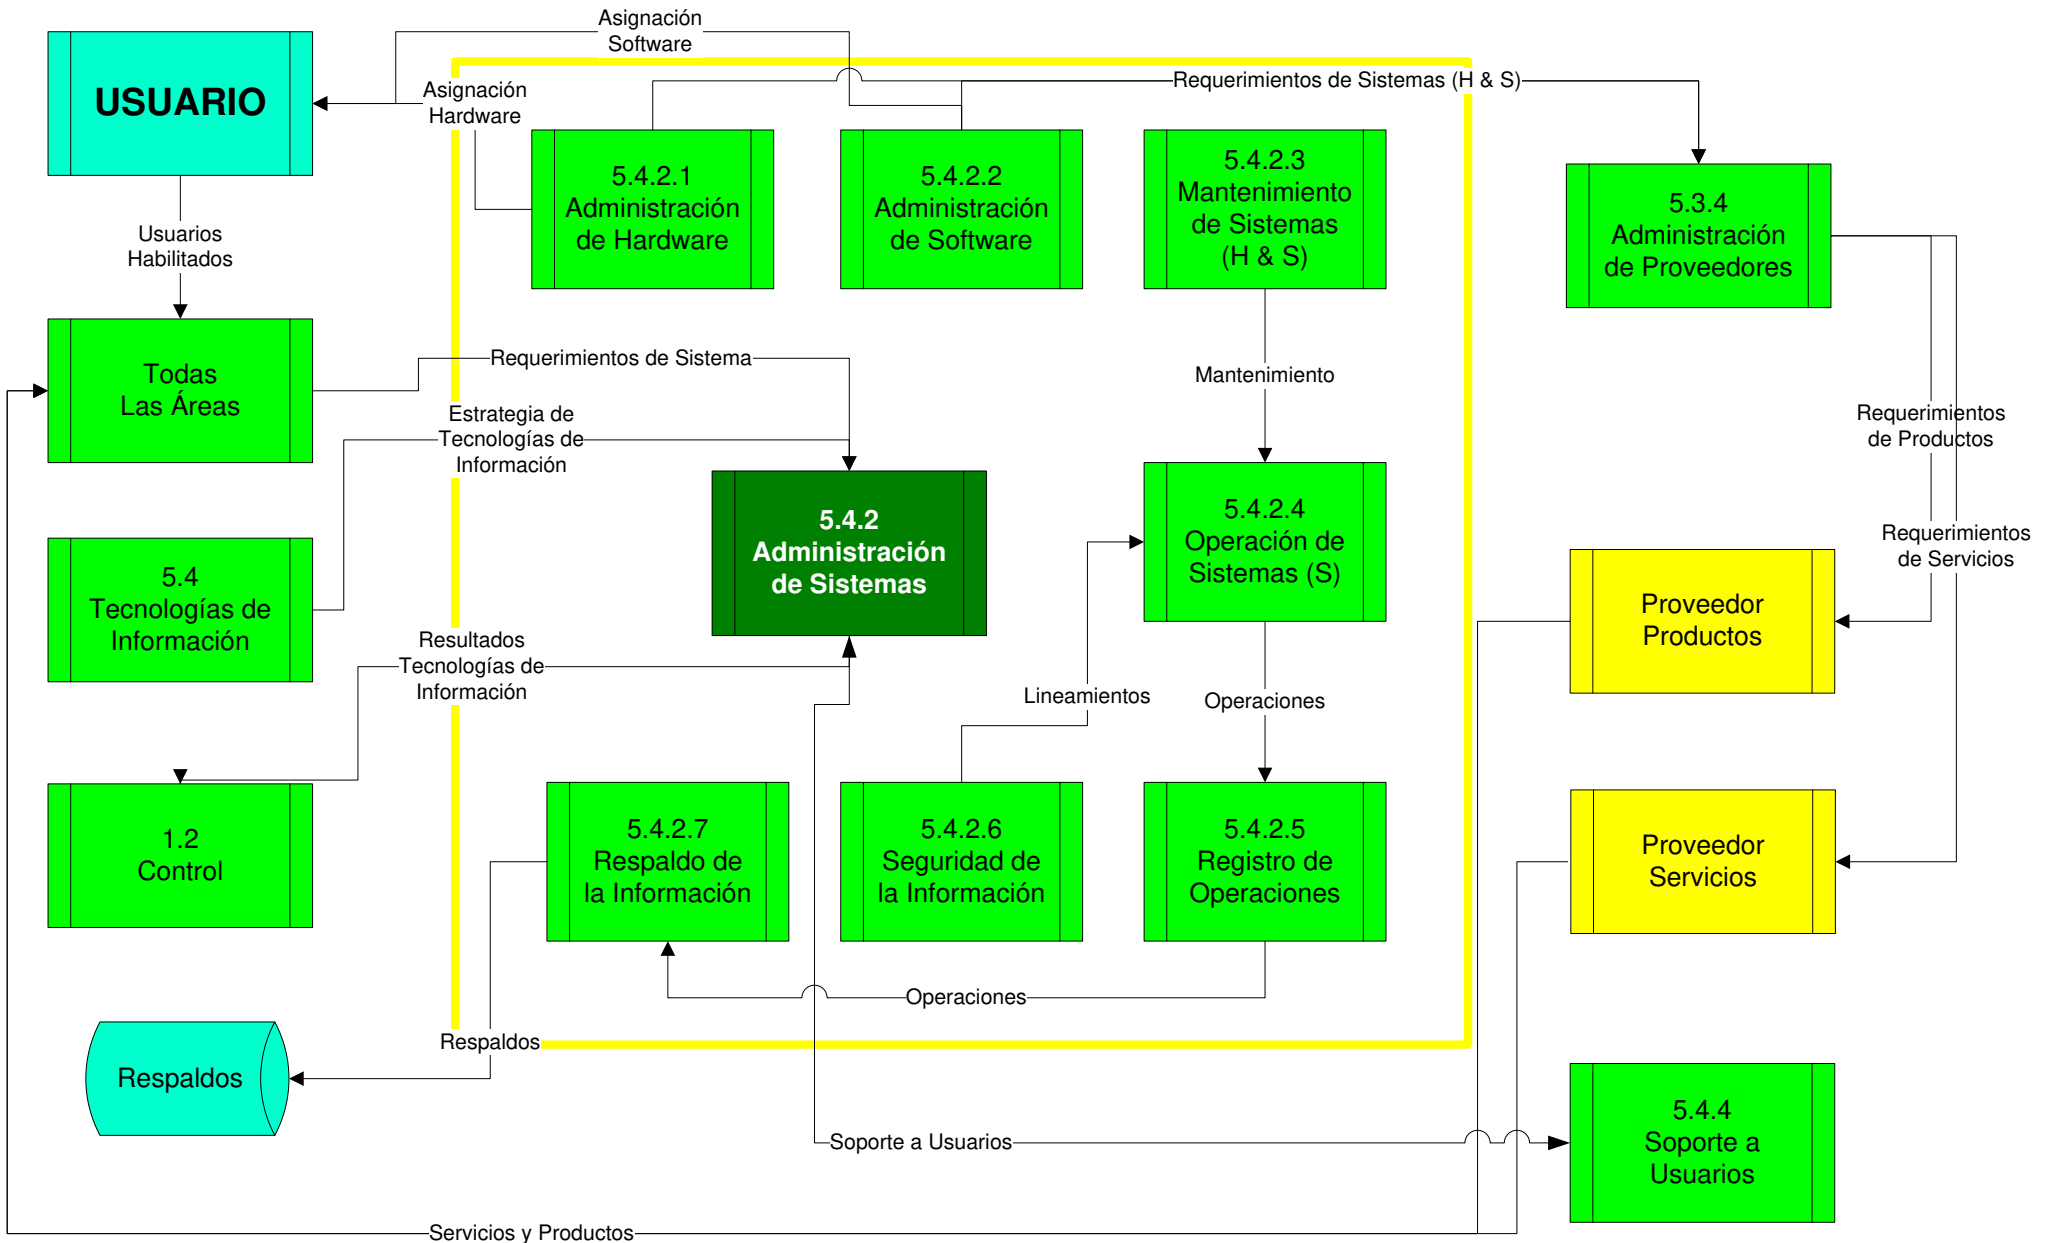 Asignación
Software
USUARIO
Asignación
Hardware
Requerimientos de Sistemas (H & S)
5.4.2.1
Administración
de Hardware
5.4.2.2
Administración
de Software
5.4.2.3
Mantenimiento
de Sistemas
(H & S)
5.3.4
Administración
de Proveedores
Usuarios
Habilitados
Todas
Las Áreas
Requerimientos de Sistema
Mantenimiento
Estrategia de
Tecnologías de
Información
Requerimientos
de Productos
5.4.2
Administración
de Sistemas
5.4.2.4
Operación de
Sistemas (S)
Requerimientos
de Servicios
5.4
Tecnologías de
Información
Proveedor
Productos
Resultados
Tecnologías de
Información
Lineamientos
Operaciones
1.2
Control
5.4.2.7
Respaldo de
la Información
5.4.2.6
Seguridad de
la Información
5.4.2.5
Registro de
Operaciones
Proveedor
Servicios
Operaciones
Respaldos
Respaldos
Soporte a Usuarios
5.4.4
Soporte a
Usuarios
Servicios y Productos